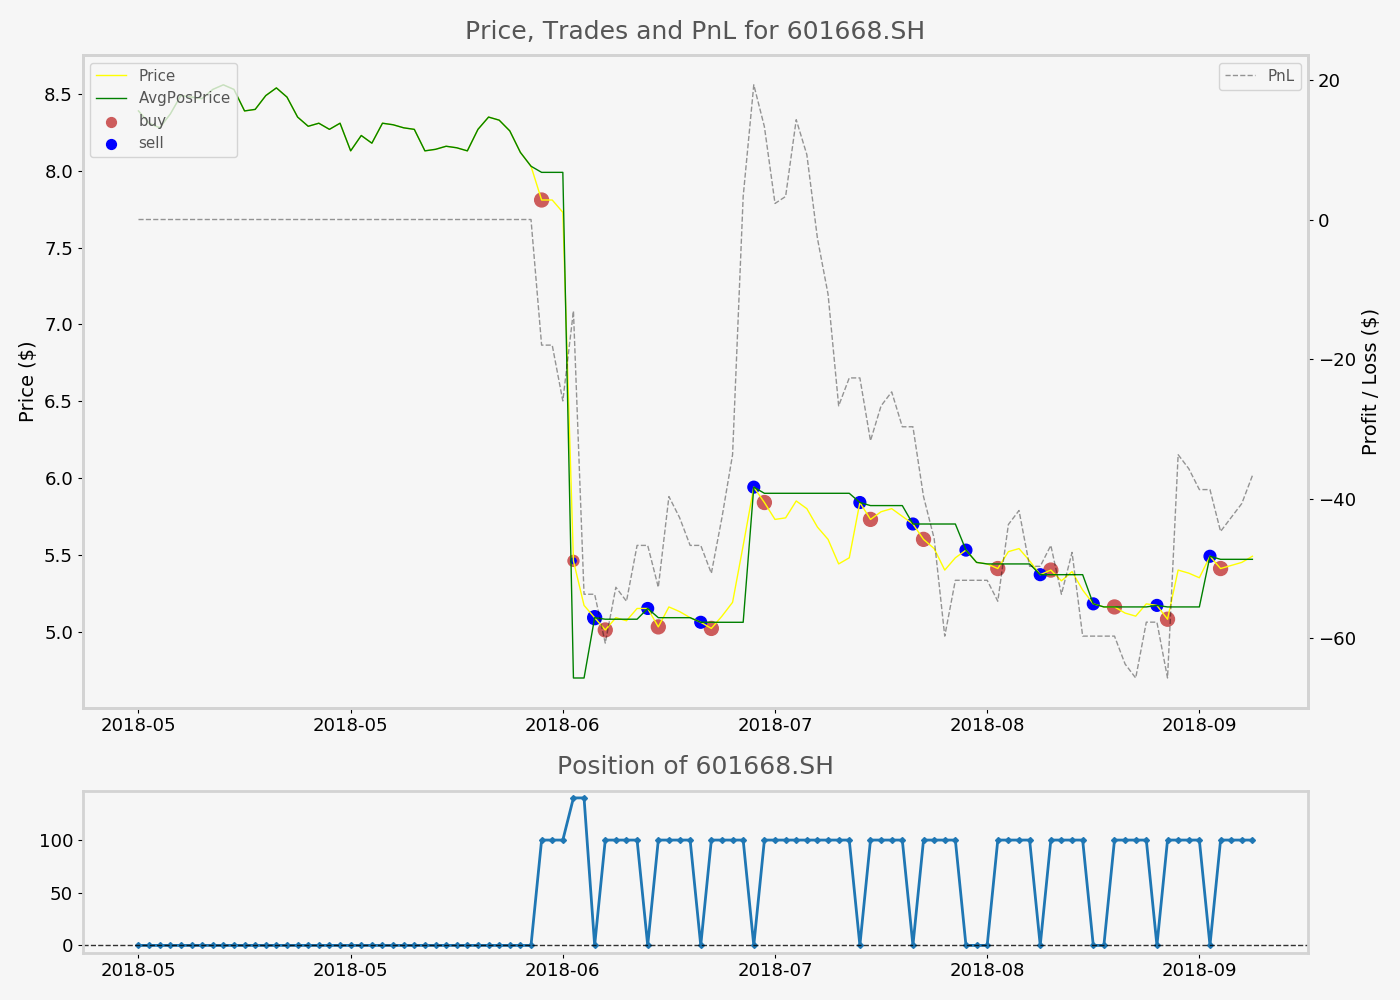 Price, Trades and PnL for 601668.SH
Price
AvgPosPrice
buy
sell
PnL
8.5
8.0
7.5
7.0
6.5
6.0
5.5
5.0
Price ($)
20
0
−20
−40
−60
Profit / Loss ($)
2018-05 2018-05 2018-06 2018-07 2018-08 2018-09
Position of 601668.SH
100
50
0
2018-05 2018-05 2018-06 2018-07 2018-08 2018-09